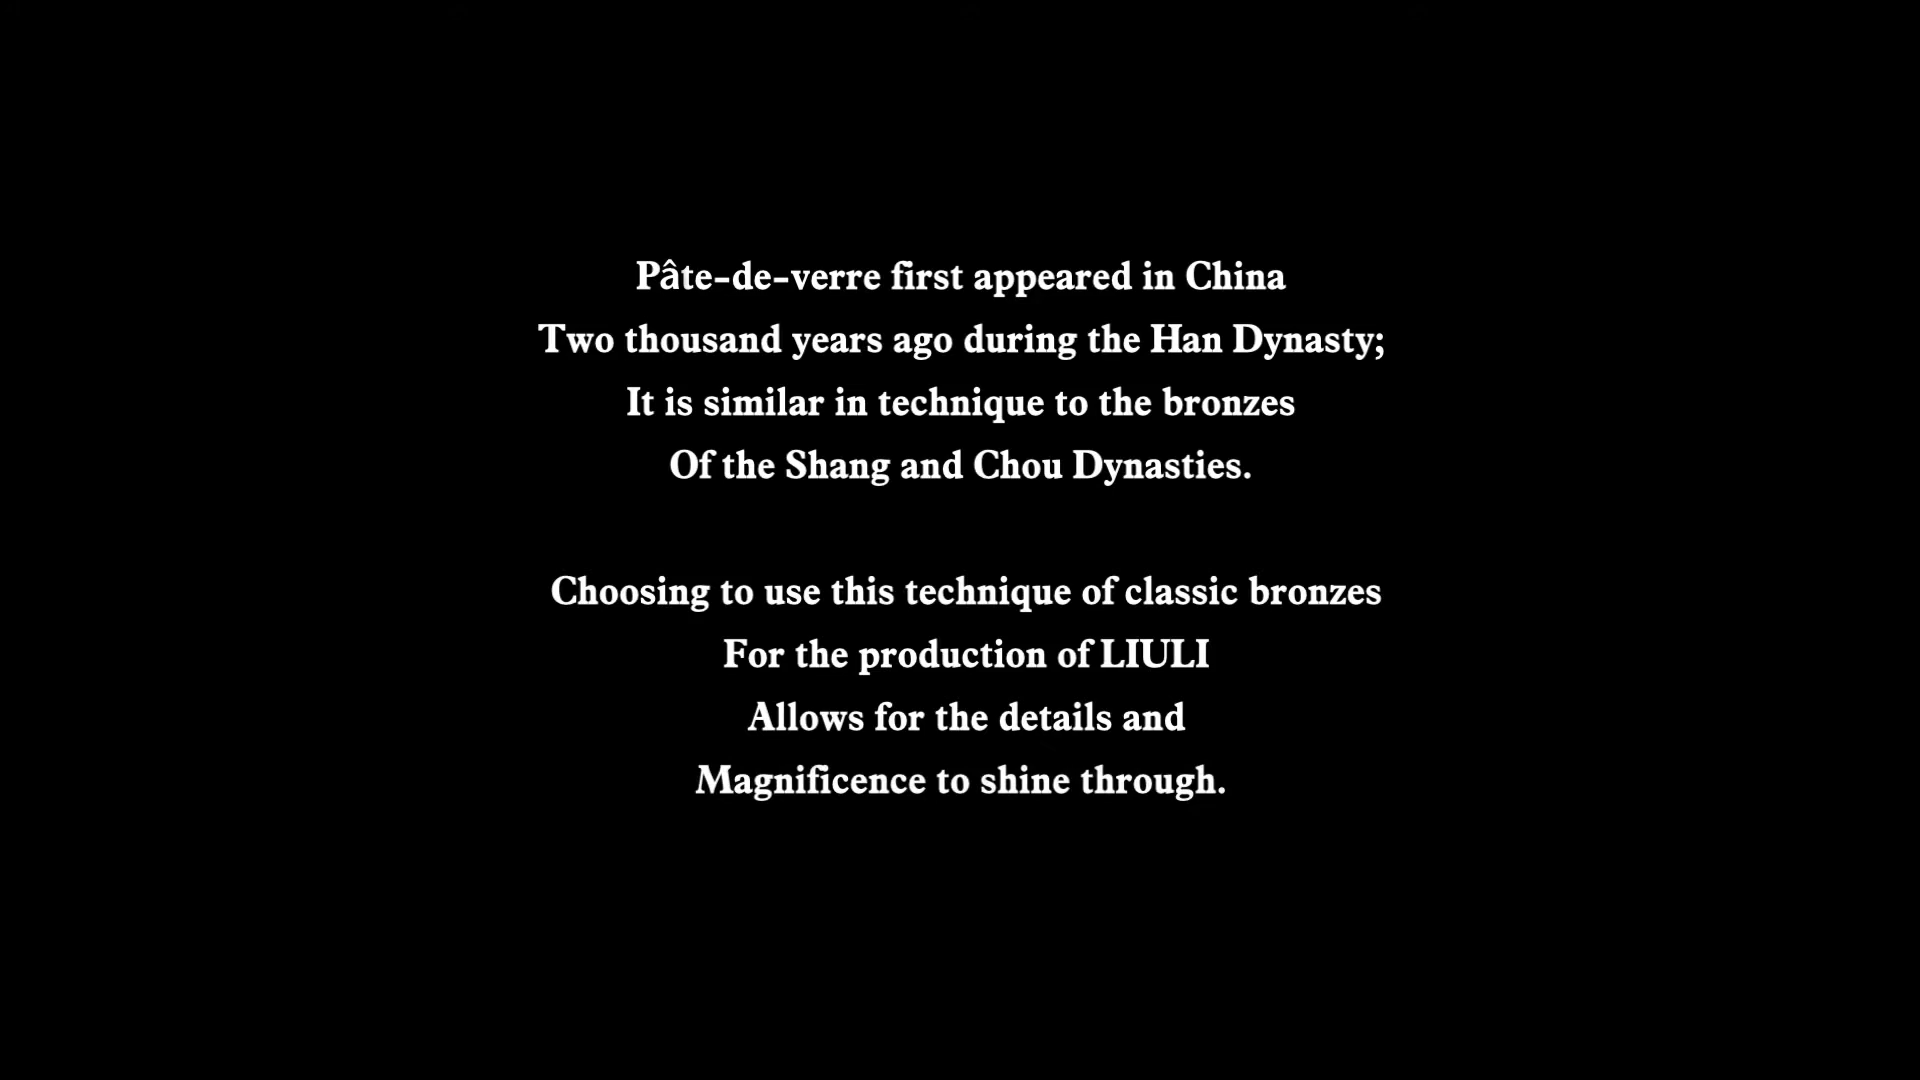 Pâte-de-verre first appeared in China
Two thousand years ago during the Han Dynasty;
It is similar in technique to the bronzes
Of the Shang and Chou Dynasties.
Choosing to use this technique of classic bronzes
For the production of LIULI
Allows for the details and
Magnificence to shine through.